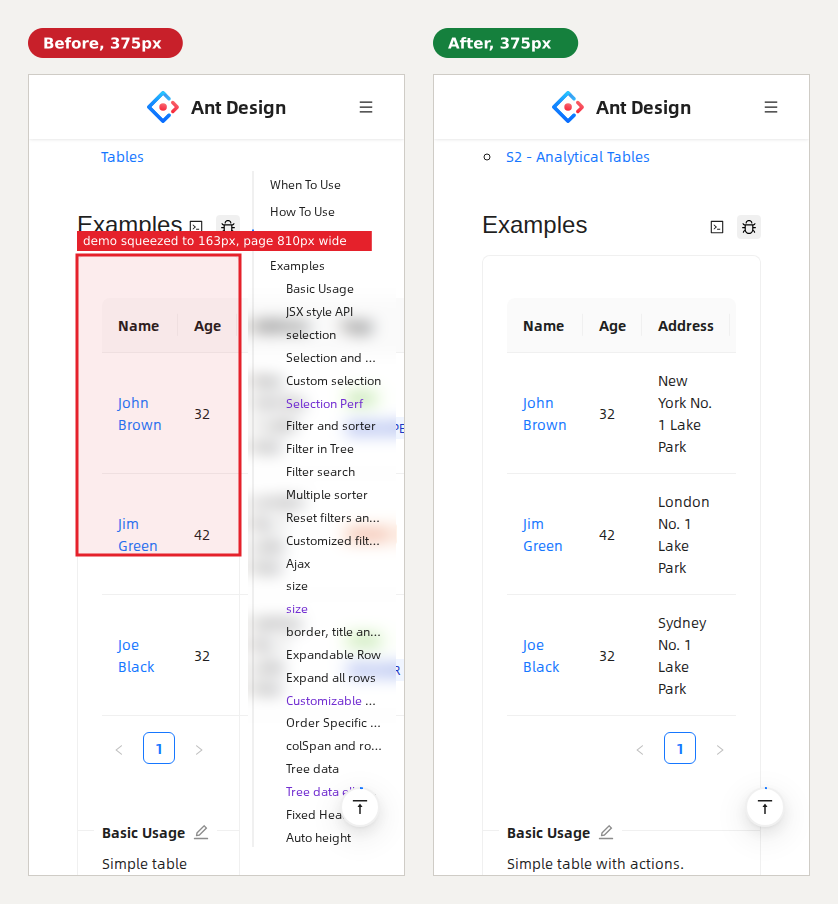 Before, 375px
Ant Design
Tables
When To Use
How To Use
Examples
demo squeezed to 163px, page 810px wide
Examples
Basic Usage
JSX style API
selection
Selection and ...
Custom selection
Selection Perf
Filter and sorter
Filter in Tree
Filter search
Multiple sorter
Reset filters an...
Customized filt...
Ajax
size
size
border, title an...
Expandable Row
Expand all rows
Customizable ...
Order Specific ...
colSpan and ro...
Tree data
Tree data el
Fixed Hea
Auto height
Name Age
John
Brown
32
Jim
Green
42
Joe
Black
32
1
Basic Usage
Simple table
After, 375px
Ant Design
S2 - Analytical Tables
Examples
Name Age Address
John
Brown
32
New
York No.
1 Lake
Park
Jim
Green
42
London
No. 1
Lake
Park
Joe
Black
32
Sydney
No. 1
Lake
Park
1
Basic Usage
Simple table with actions.